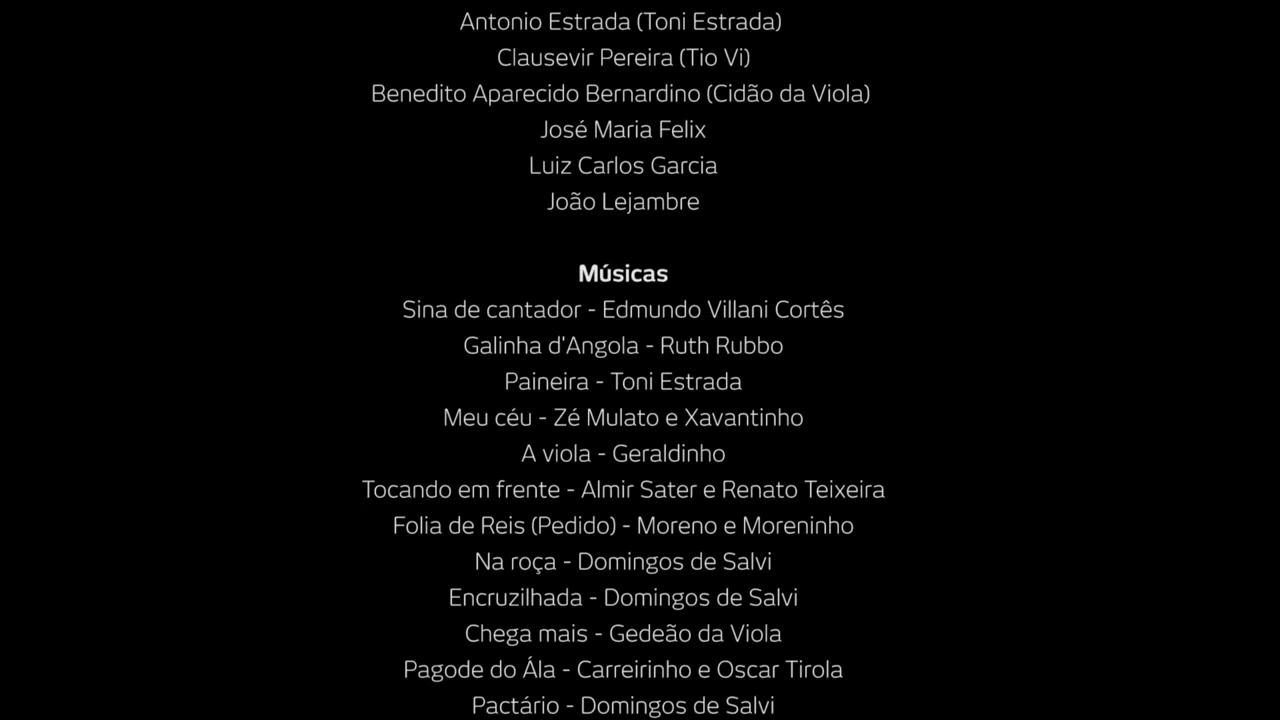 Antonio Estrada (Toni Estrada)
Clausevir Pereira (Tio Vi)
Benedito Aparecido Bernardino (Cidão da Viola)
José Maria Felix
Luiz Carlos Garcia
João Lejambre
Músicas
Sina de cantador - Edmundo Villani Cortês
Galinha d'Angola - Ruth Rubbo
Paineira - Toni Estrada
Meu céu - Zé Mulato e Xavantinho
A viola - Geraldinho
Tocando em frente - Almir Sater e Renato Teixeira
Folia de Reis (Pedido) - Moreno e Moreninho
Na roça - Domingos de Salvi
Encruzilhada - Domingos de Salvi
Chega mais - Gedeão da Viola
Pagode do Ála - Carreirinho e Oscar Tirola
Pactário - Domingos de Salvi